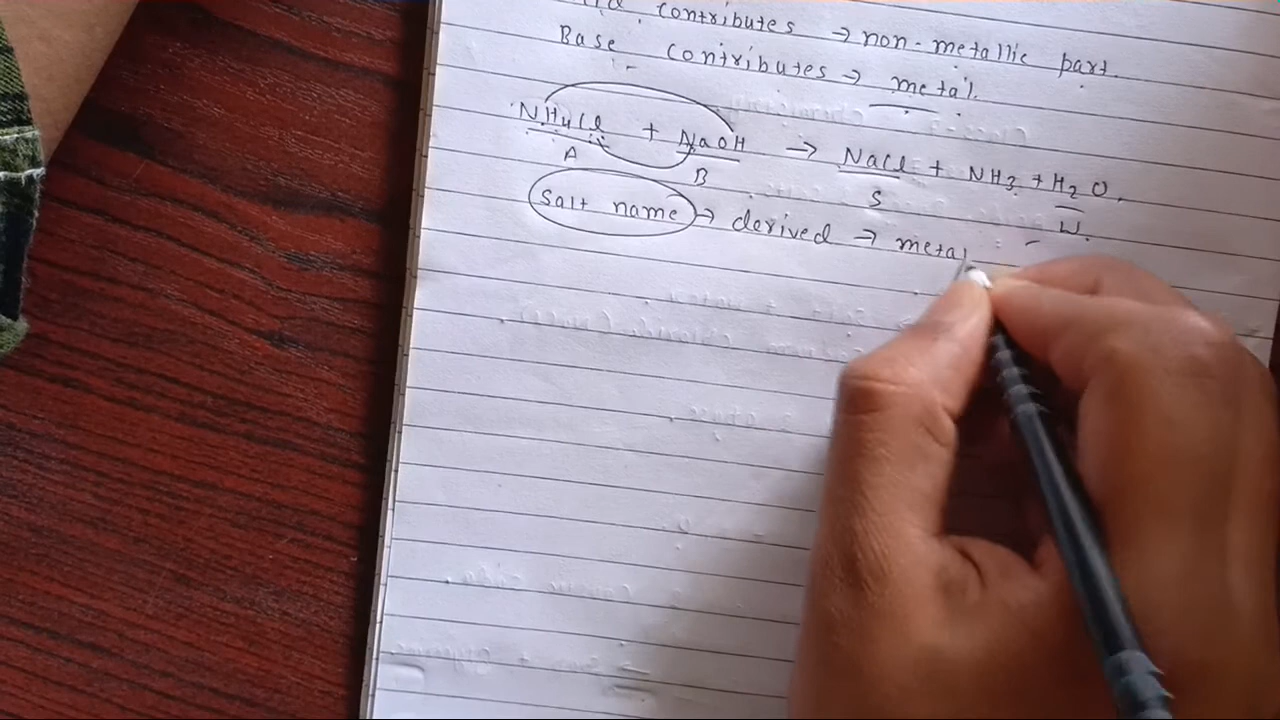 contributes → non-metallic part.
Base contributes → metal.
NH4Cl + NaOH → NaCl + NH3 + H2O.
A B S W.
Salt name → derived → metal